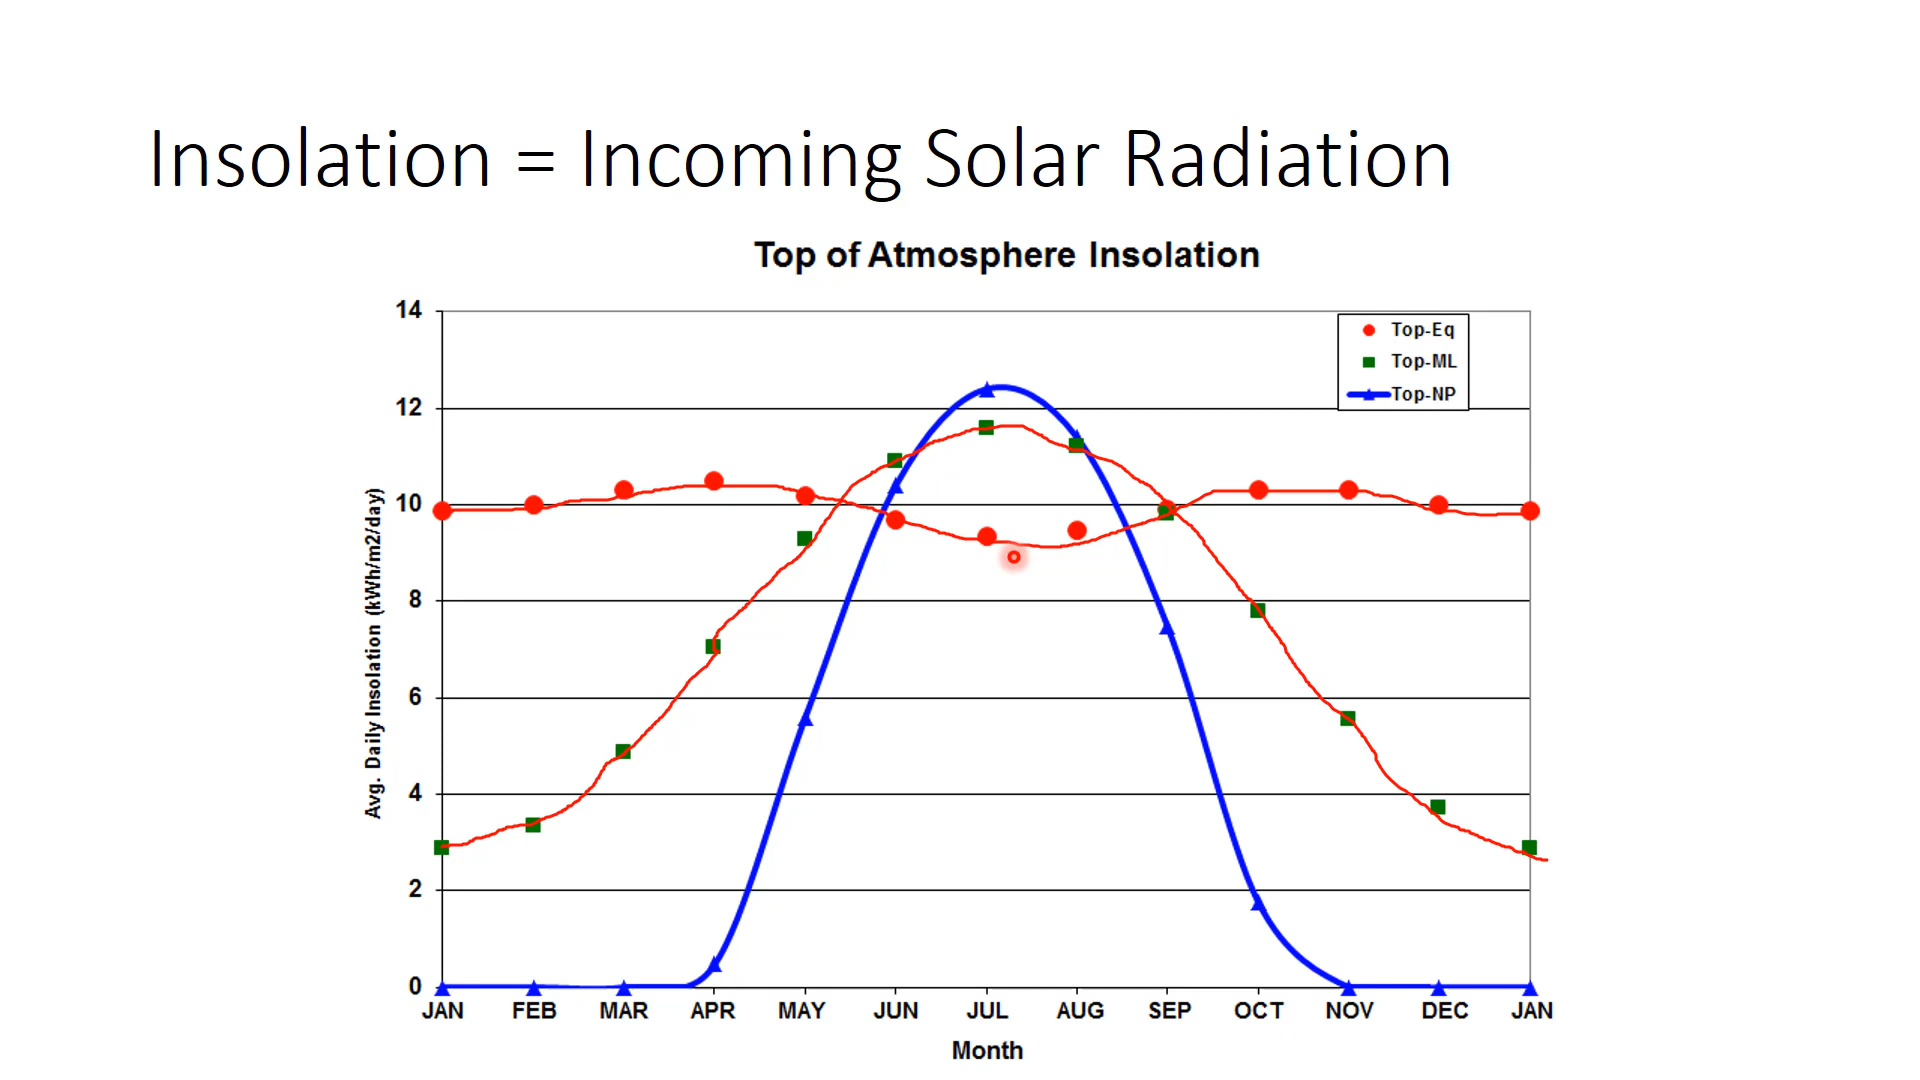 Insolation = Incoming Solar Radiation
Top of Atmosphere Insolation
14
12
10
8
6
4
2
0
Avg. Daily Insolation (kWh/m2/day)
Top-Eq
Top-ML
Top-NP
JAN FEB MAR APR MAY JUN JUL AUG SEP OCT NOV DEC JAN
Month